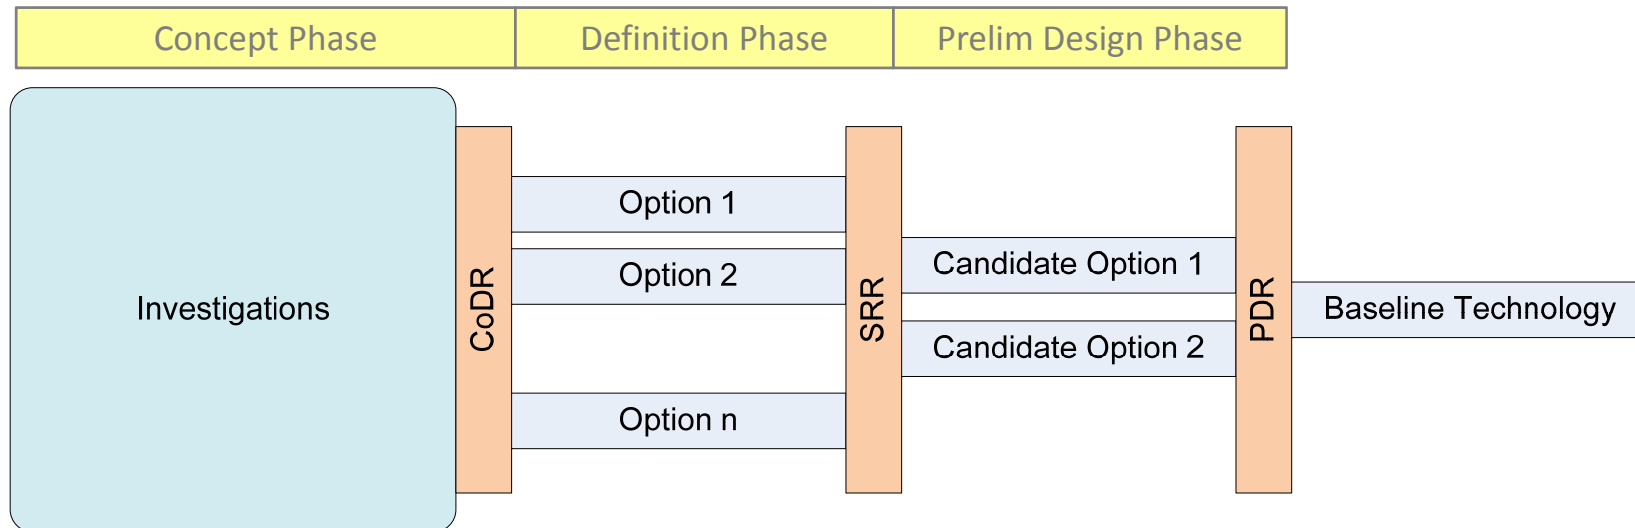 Concept Phase
Definition Phase
Prelim Design Phase
Investigations
CoDR
Option 1
Option 2
Option n
SRR
Candidate Option 1
Candidate Option 2
PDR
Baseline Technology